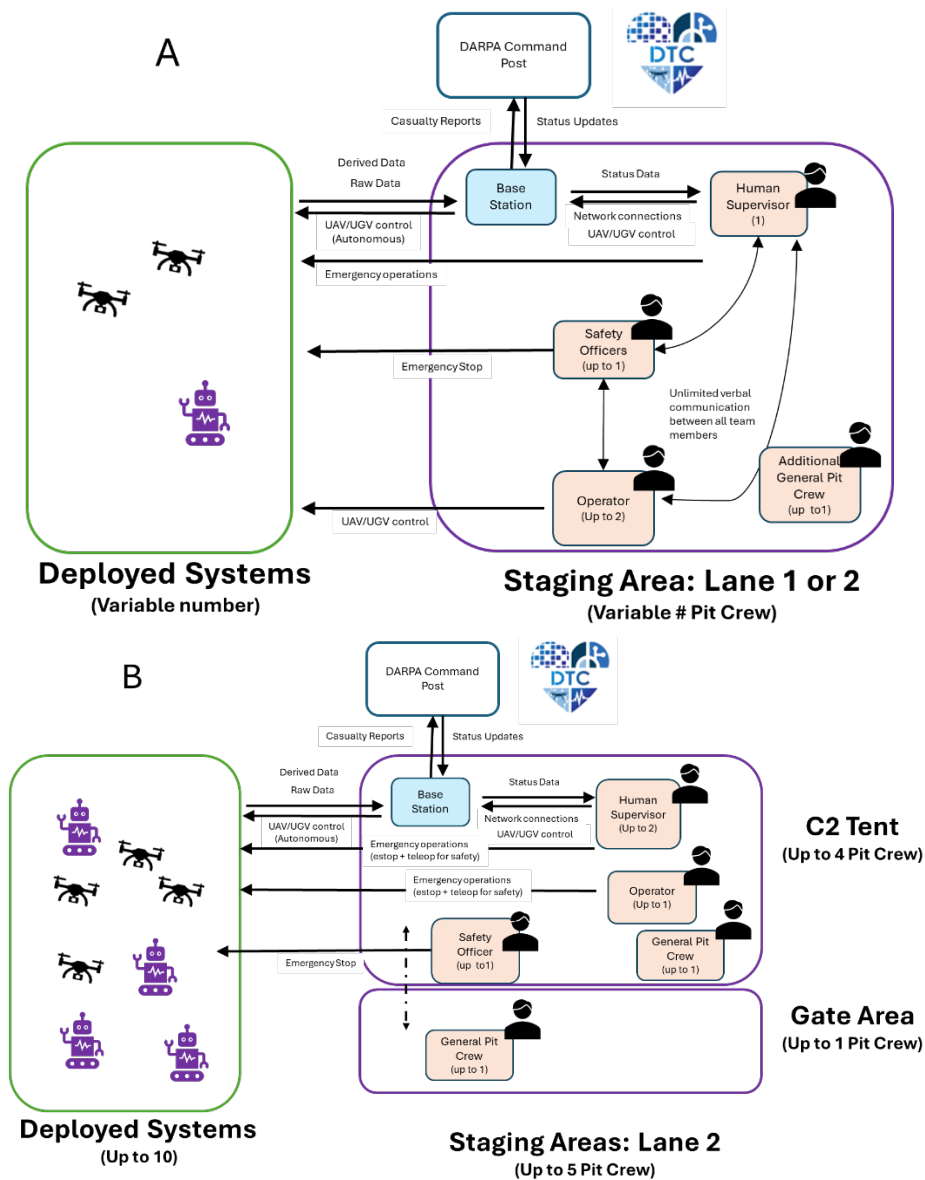 A
DARPA Command
Post
DTC
Casualty Reports
Status Updates
Derived Data
Raw Data
UAV/UGV control
(Autonomous)
Base
Station
Status Data
Network connections
UAV/UGV control
Human
Supervisor
(1)
Emergency operations
Safety
Officers
(up to 1)
Emergency Stop
Unlimited verbal
communication
between all team
members
Operator
(Up to 2)
Additional
General Pit
Crew
(up to1)
UAV/UGV control
Deployed Systems
(Variable number)
Staging Area: Lane 1 or 2
(Variable # Pit Crew)
B
DARPA Command
Post
DTC
Casualty Reports
Status Updates
Derived Data
Raw Data
UAV/UGV control
(Autonomous)
Base
Station
Status Data
Network connections
UAV/UGV control
Human
Supervisor
(Up to 2)
C2 Tent
(Up to 4 Pit Crew)
Emergency operations
(estop + teleop for safety)
Emergency operations
(estop + teleop for safety)
Operator
(Up to 1)
Safety
Officer
(up to1)
General Pit
Crew
(up to 1)
Emergency Stop
Gate Area
(Up to 1 Pit Crew)
General Pit
Crew
(up to 1)
Deployed Systems
(Up to 10)
Staging Areas: Lane 2
(Up to 5 Pit Crew)